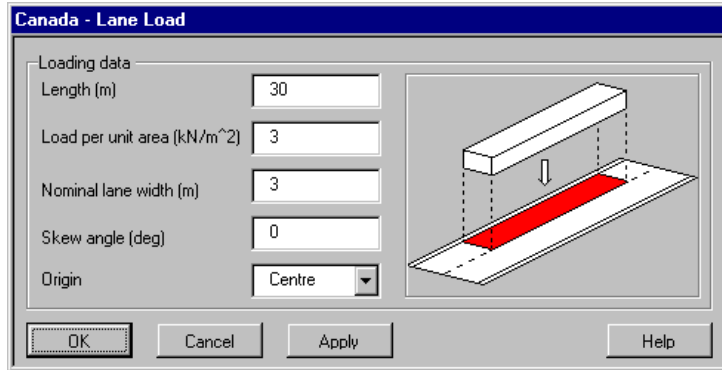 Canada - Lane Load
Loading data
Length (m) 30
Load per unit area (kN/m^2) 3
Nominal lane width (m) 3
Skew angle (deg) 0
Origin Centre
OK Cancel Apply Help